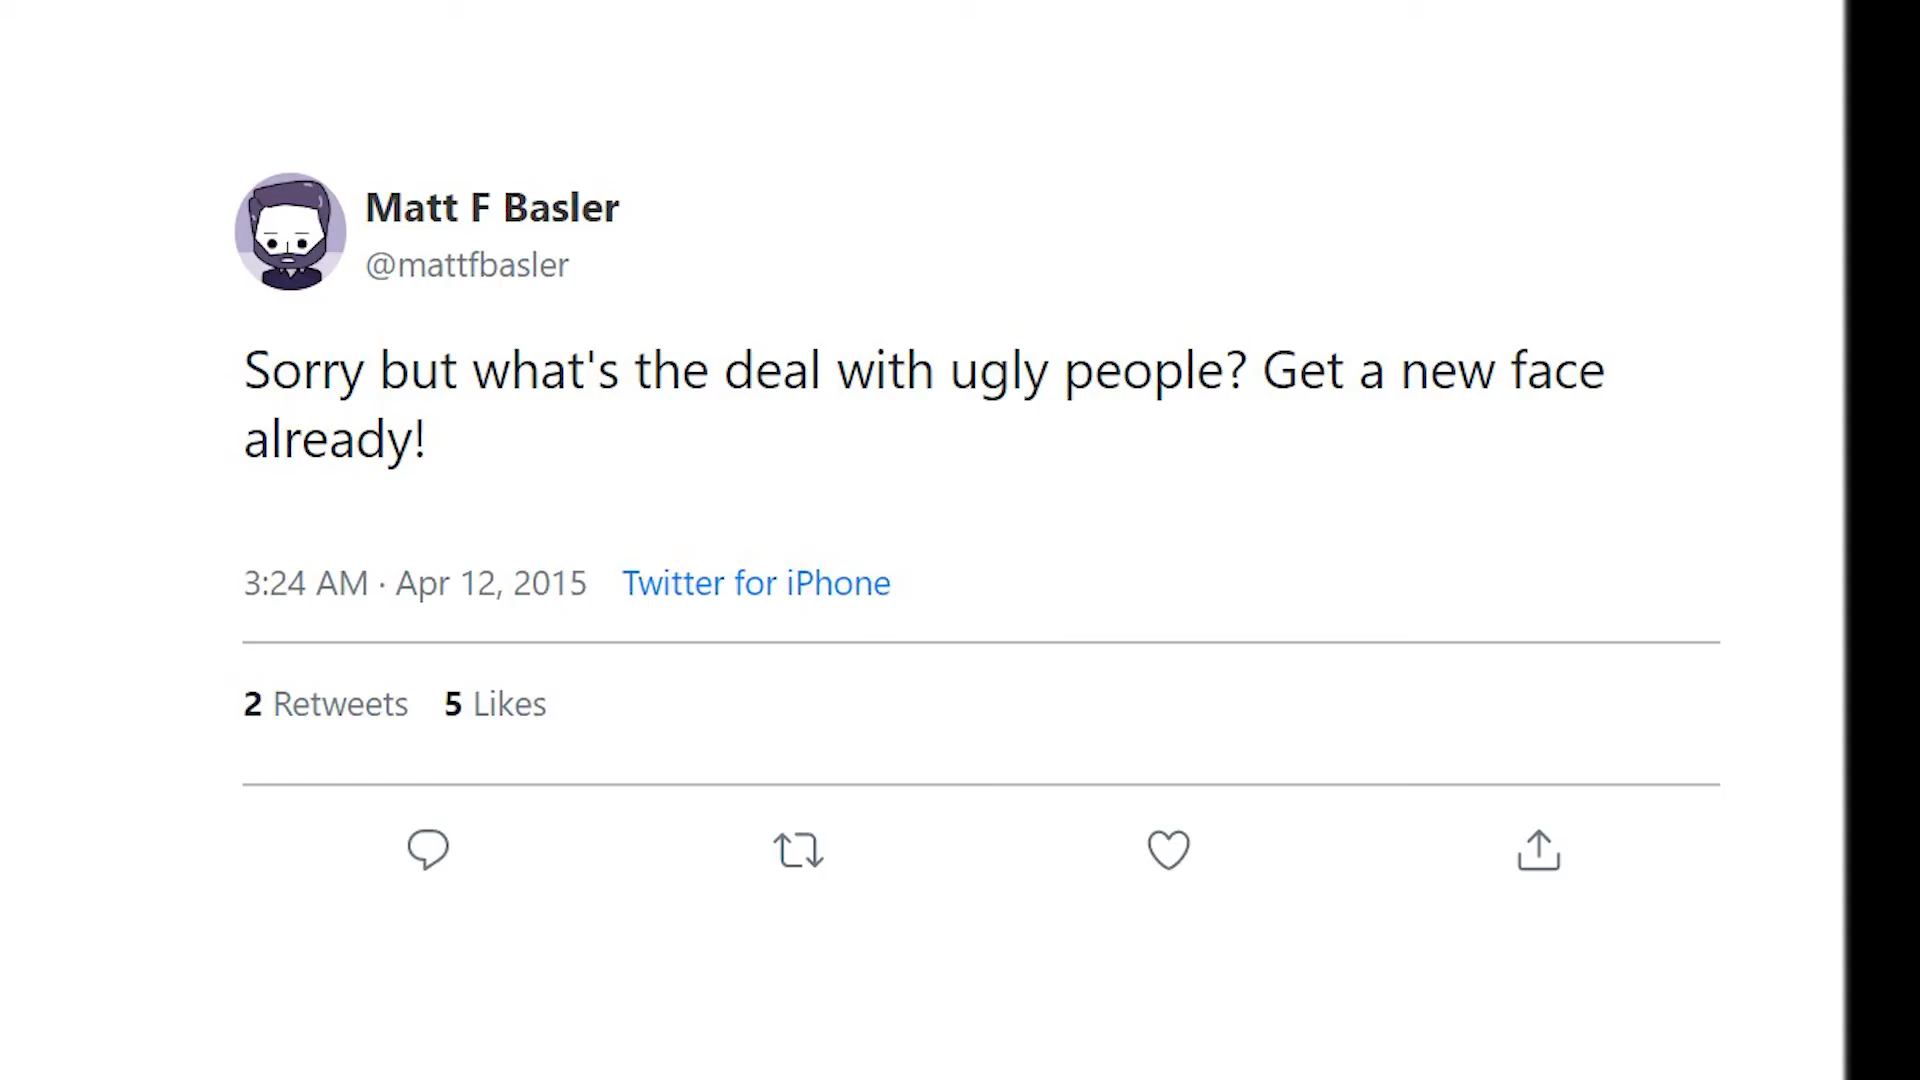 Matt F Basler
@mattfbasler
Sorry but what's the deal with ugly people? Get a new face
already!
3:24 AM · Apr 12, 2015 Twitter for iPhone
2 Retweets 5 Likes